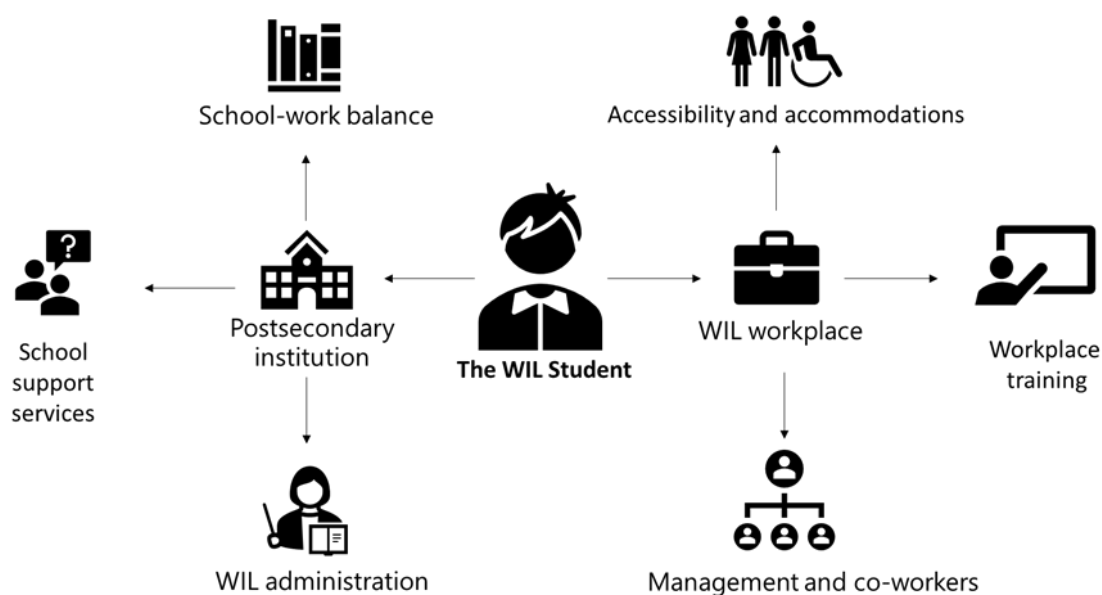 School-work balance
Accessibility and accommodations
?
School
support
services
Postsecondary
institution
The WIL Student
WIL workplace
Workplace
training
WIL administration
Management and co-workers